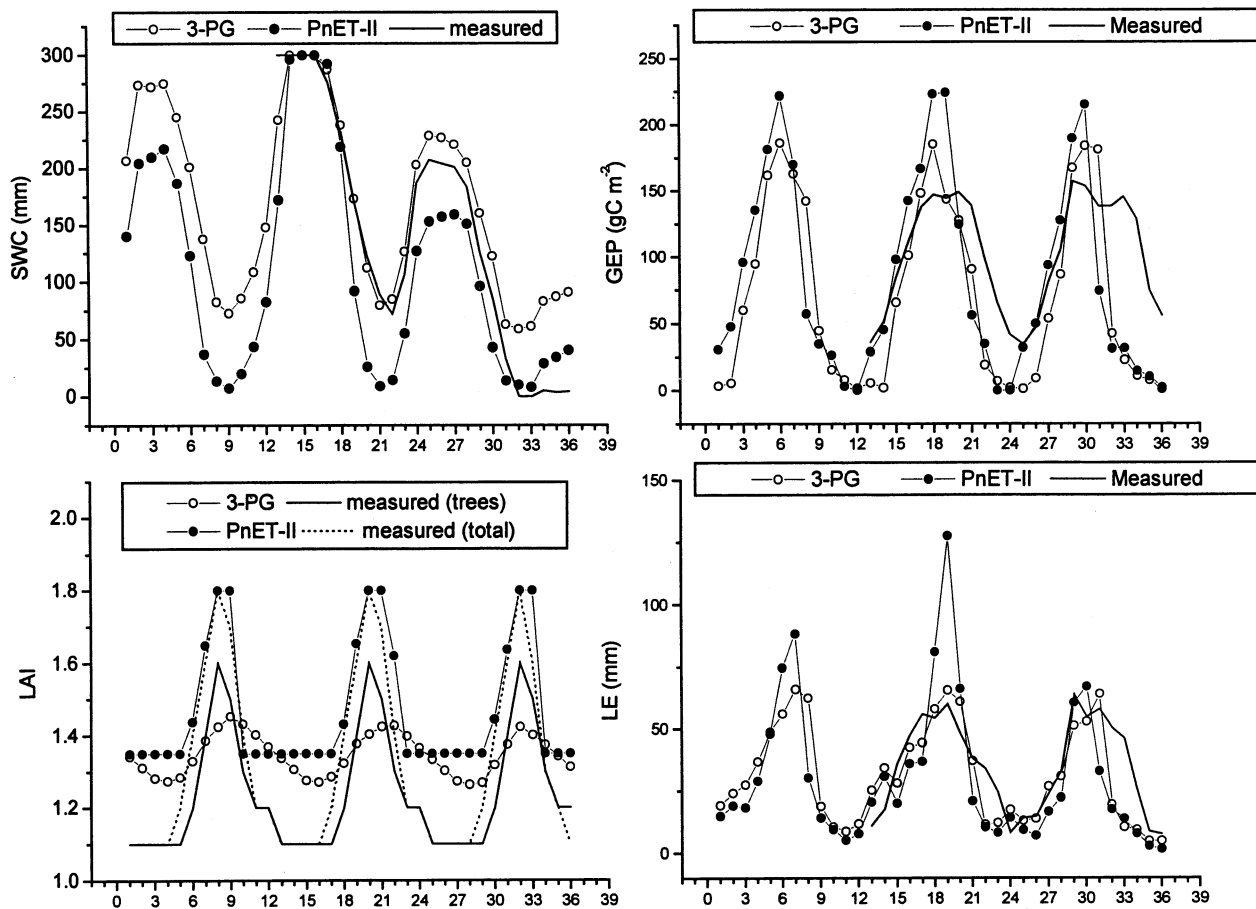 3-PG PnET-II measured
300
250
200
150
100
50
0
SWC (mm)
0 3 6 9 12 15 18 21 24 27 30 33 36 39
3-PG PnET-II Measured
250
225
200
175
150
125
100
75
50
25
0
GEP (gC m⁻²)
0 3 6 9 12 15 18 21 24 27 30 33 36 39
3-PG measured (trees)
PnET-II measured (total)
2.0
1.8
1.6
1.4
1.2
1.0
LAI
0 3 6 9 12 15 18 21 24 27 30 33 36 39
3-PG PnET-II Measured
150
100
50
0
LE (mm)
0 3 6 9 12 15 18 21 24 27 30 33 36 39